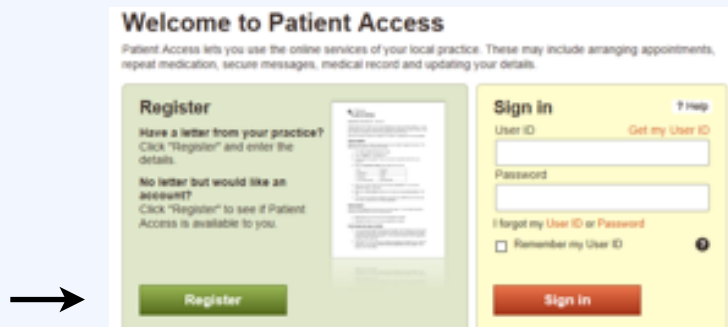 Welcome to Patient Access
Patient Access lets you use the online services of your local practice. These may include arranging appointments,
repeat medication, secure messages, medical record and updating your details.
Register
Have a letter from your practice?
Click "Register" and enter the
details.
No letter but would like an
account?
Click "Register" to see if Patient
Access is available to you.
Register
Sign in
? Help
User ID
Get my User ID
Password
I forgot my User ID or Password
Remember my User ID
?
Sign in